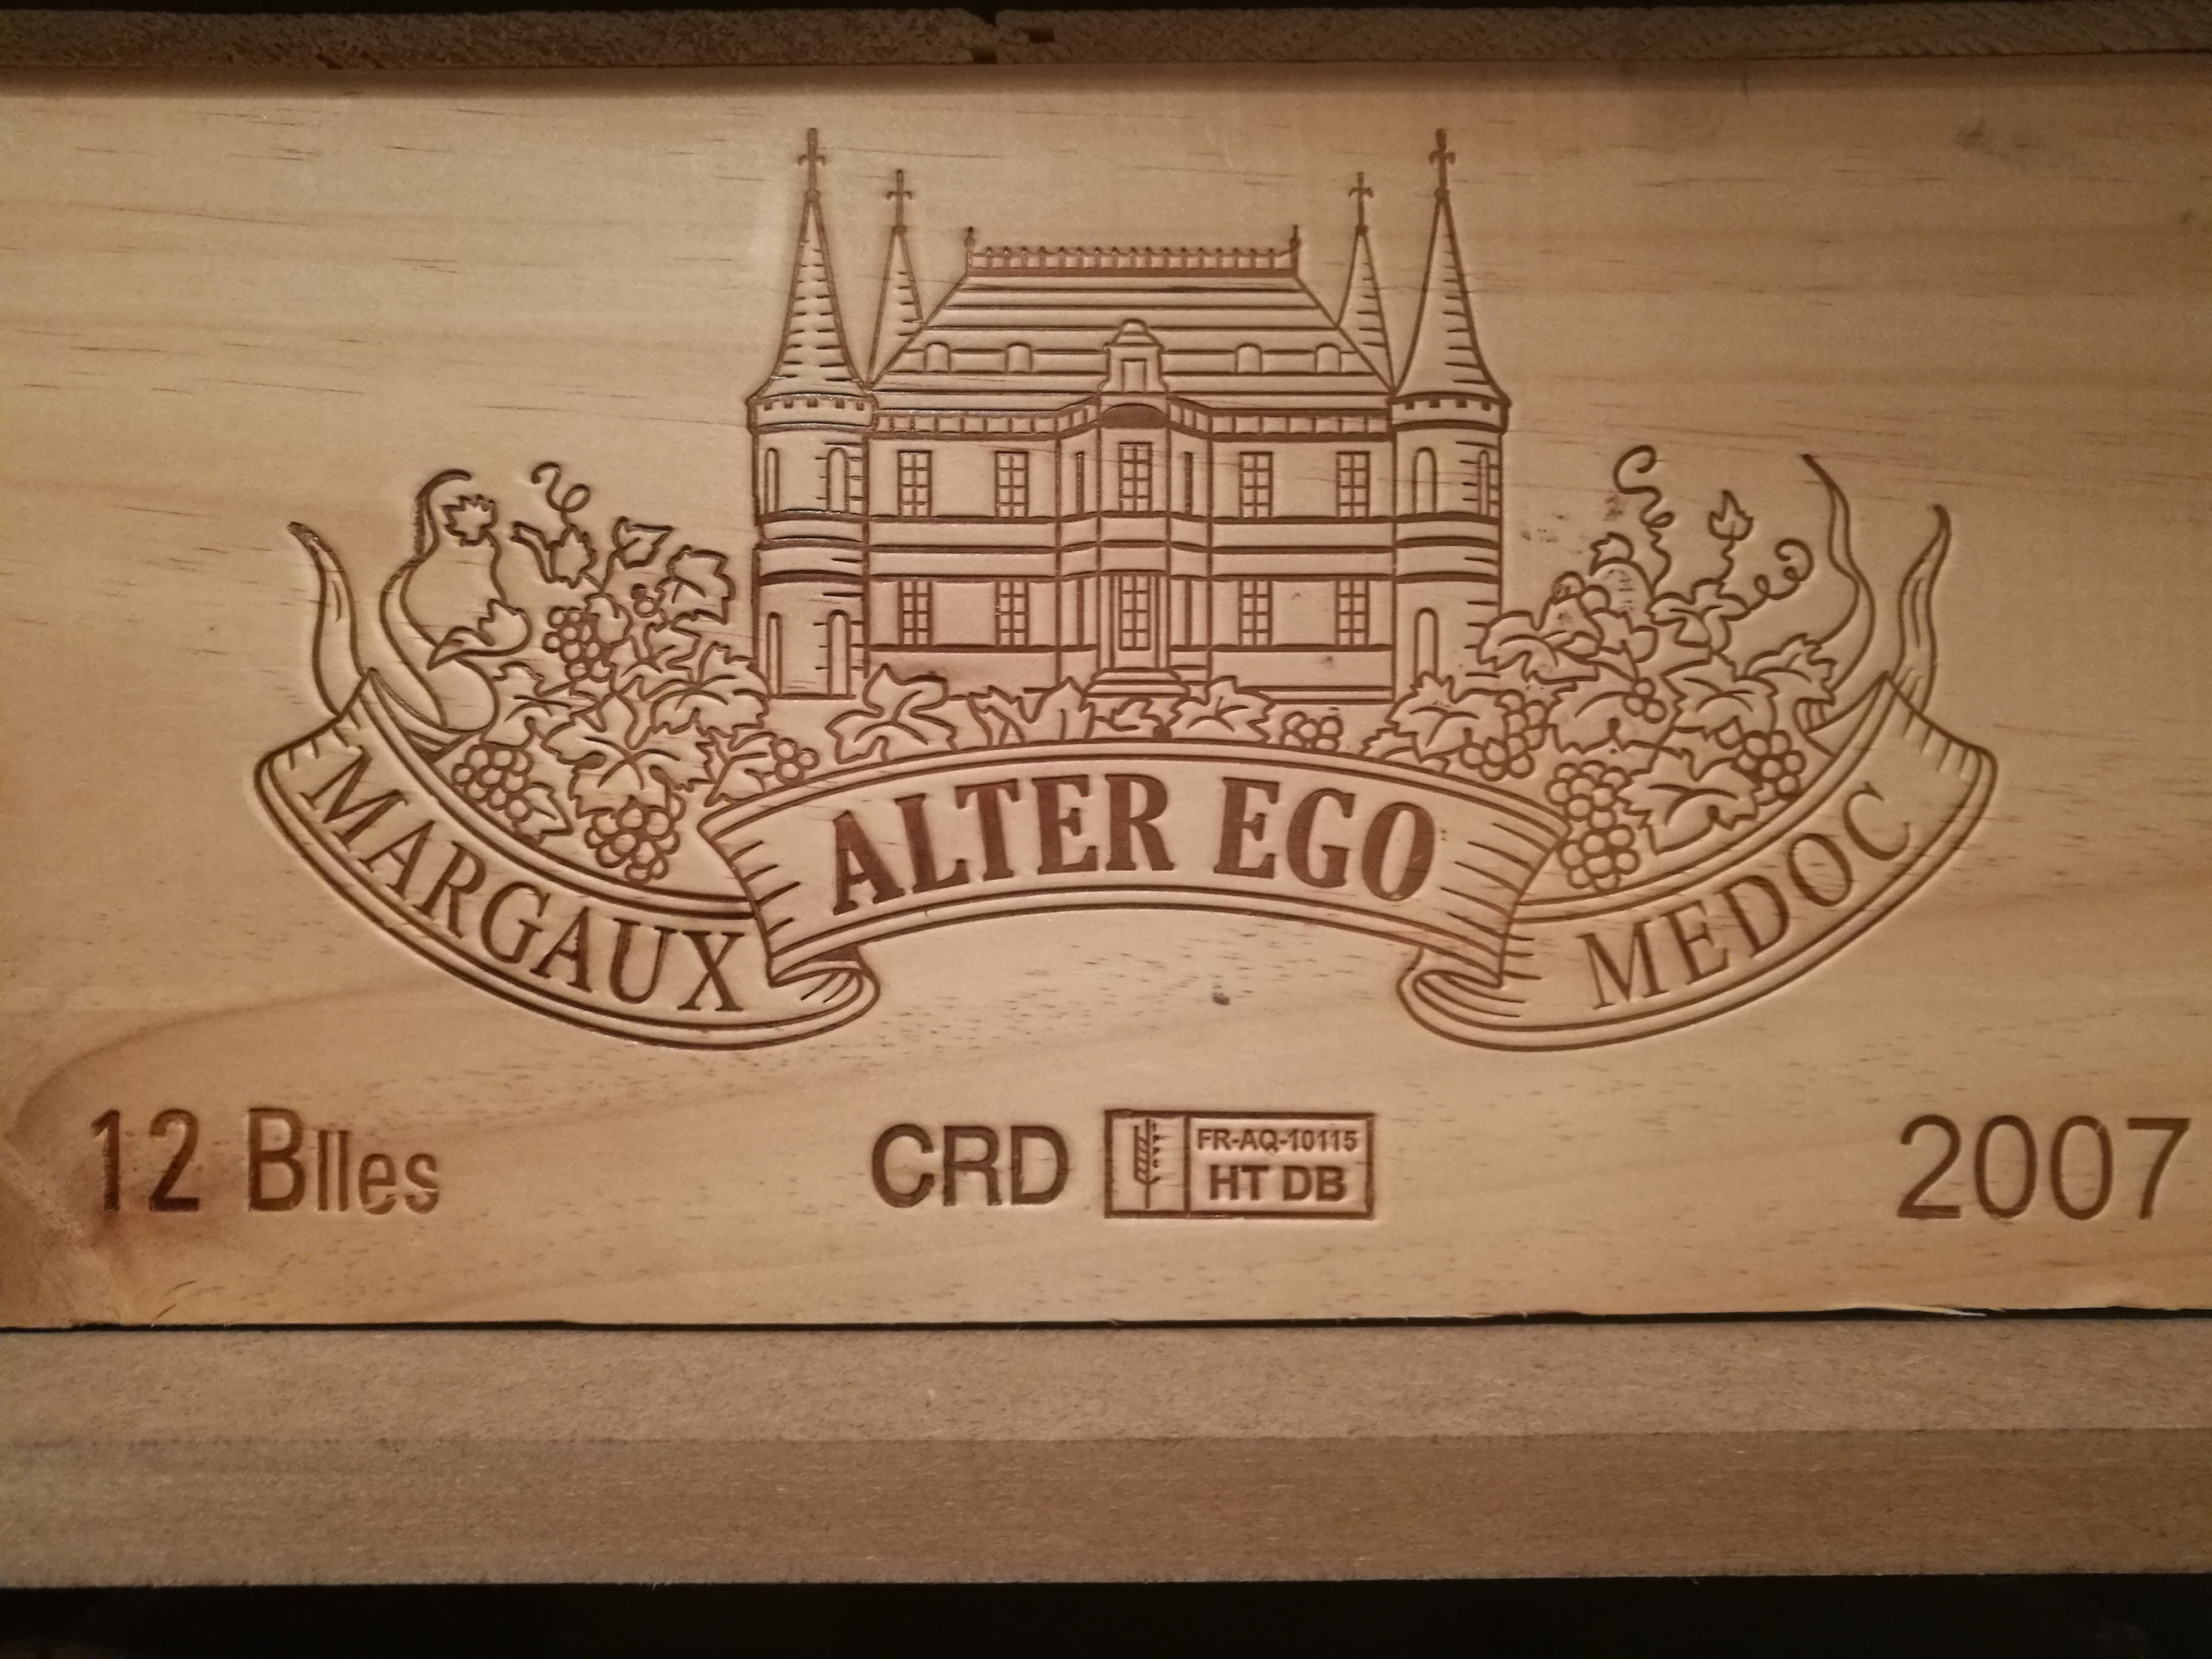 MARGAUX
ALTER EGO
MEDOC
12 Blles
CRD
FR-AQ-10115
HT DB
2007